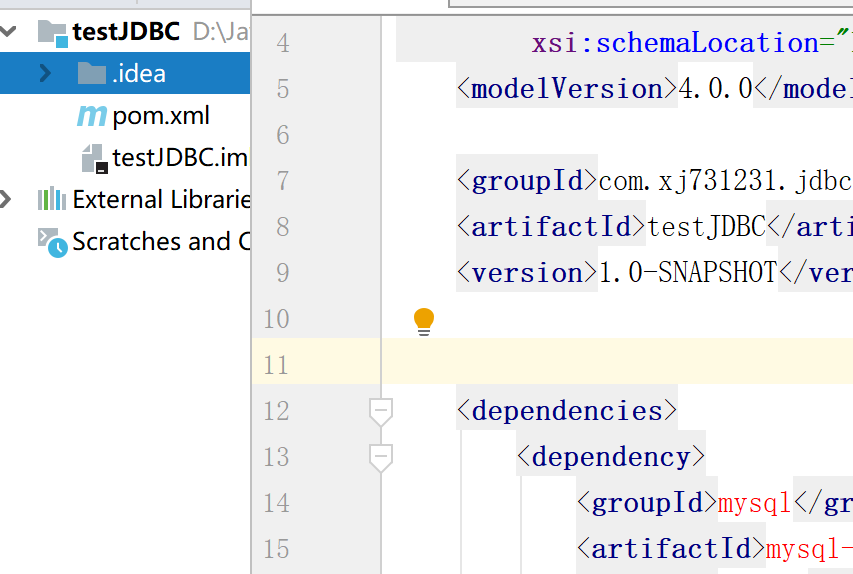 testJDBC D:\Ja
.idea
pom.xml
testJDBC.im
External Librarie
Scratches and C
4 xsi:schemaLocation="
5 <modelVersion>4.0.0</model
6
7 <groupId>com.xj731231.jdbc
8 <artifactId>testJDBC</arti
9 <version>1.0-SNAPSHOT</ver
10
11
12 <dependencies>
13 <dependency>
14 <groupId>mysql</gr
15 <artifactId>mysql-